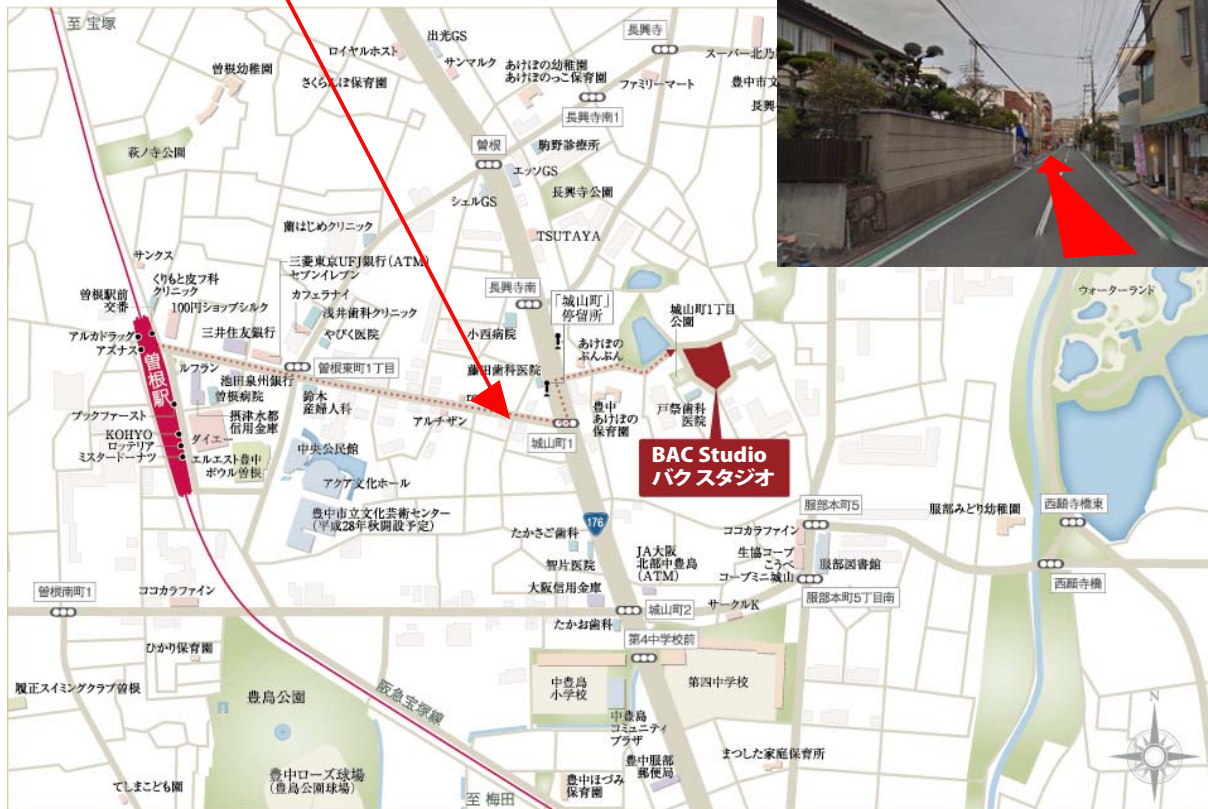 至 宝塚
出光GS
ロイヤルホスト
サンマルク
さくらんぼ保育園
曽根幼稚園
あけぼの幼稚園
あけぼのっこ保育園
長興寺
スーパー北乃
ファミリーマート
豊中市文
長興
長興寺南1
曽根
駒野診療所
エッソGS
萩ノ寺公園
シェルGS
長興寺公園
TSUTAYA
蘭はじめクリニック
サンクス
三菱東京UFJ銀行(ATM)
セブンイレブン
くりもと皮フ科
クリニック
曽根駅前
交番
カフェラナイ
100円ショップシルク
浅井歯科クリニック
長興寺南
「城山町」
停留所
城山町1丁目
公園
ウォーターランド
アルカドラッグ
アズナス
三井住友銀行
やびく医院
小西病院
あけぼの
ぶんぶん
曽根駅
ルフラン
池田泉州銀行
曽根病院
曽根東町1丁目
藤田歯科医院
ブックファースト
摂津水都
信用金庫
鈴木
産婦人科
アルチザン
豊中
あけぼの
保育園
戸祭歯科
医院
城山町1
KOHYO
ロッテリア
ミスタードーナツ
ダイエー
エルエスト豊中
ボウル曽根
中央公民館
アクア文化ホール
BAC Studio
バク スタジオ
豊中市立文化芸術センター
(平成28年秋開設予定)
176
たかさご歯科
智片医院
大阪信用金庫
JA大阪
北部中豊島
(ATM)
服部本町5
ココカラファイン
生協コープ
こうべ
コープミニ城山
服部図書館
服部みどり幼稚園
西願寺橋東
西願寺橋
服部本町5丁目南
曽根南町1
ココカラファイン
城山町2
サークルK
たかお歯科
第4中学校前
ひかり保育園
履正スイミングクラブ曽根
豊島公園
阪急宝塚線
中豊島
小学校
第四中学校
中豊島
コミュニティ
プラザ
豊中服部
郵便局
まつした家庭保育所
てしまこども園
豊中ローズ球場
(豊島公園球場)
至 梅田
豊中ほづみ
保育園
N